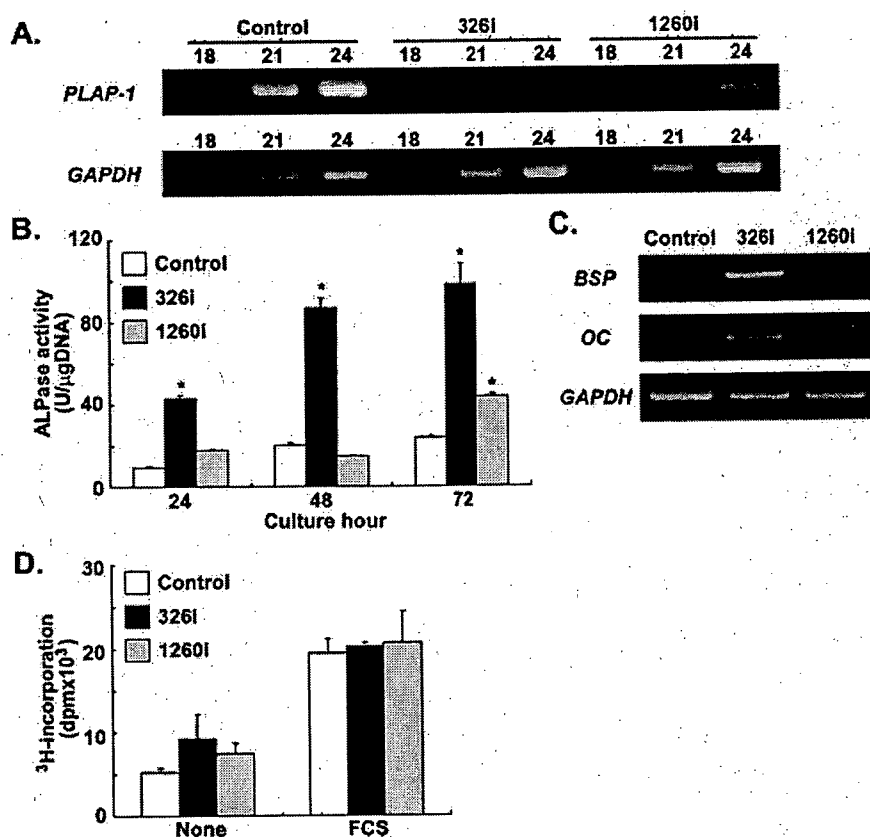 A.
Control 326i 1260i
18 21 24 18 21 24 18 21 24
PLAP-1
18 21 24 18 21 24 18 21 24
GAPDH
B.
ALPase activity
(U/μgDNA)
120
80
40
0
Control
326i
1260i
* * * *
24 48 72
Culture hour
C.
Control 326i 1260i
BSP
OC
GAPDH
D.
³H-incorporation
(dpmx10³)
30
20
10
0
Control
326i
1260i
None FCS